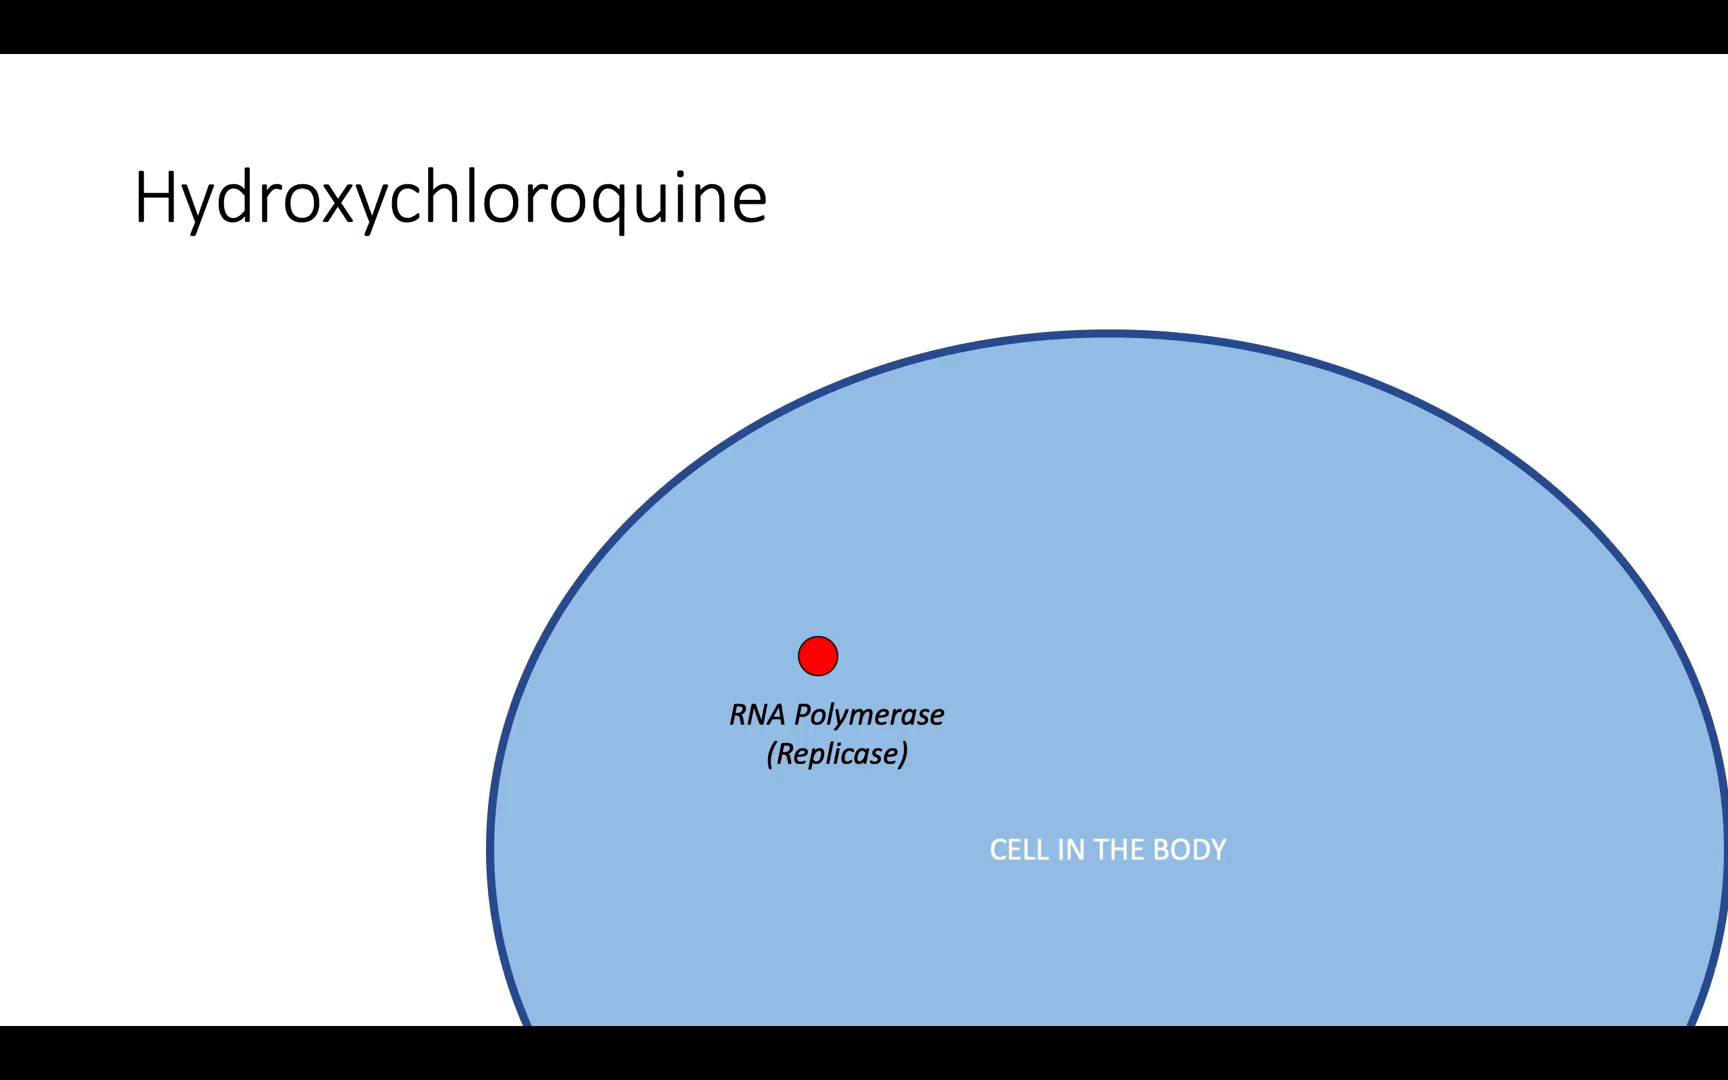 Hydroxychloroquine
RNA Polymerase
(Replicase)
CELL IN THE BODY